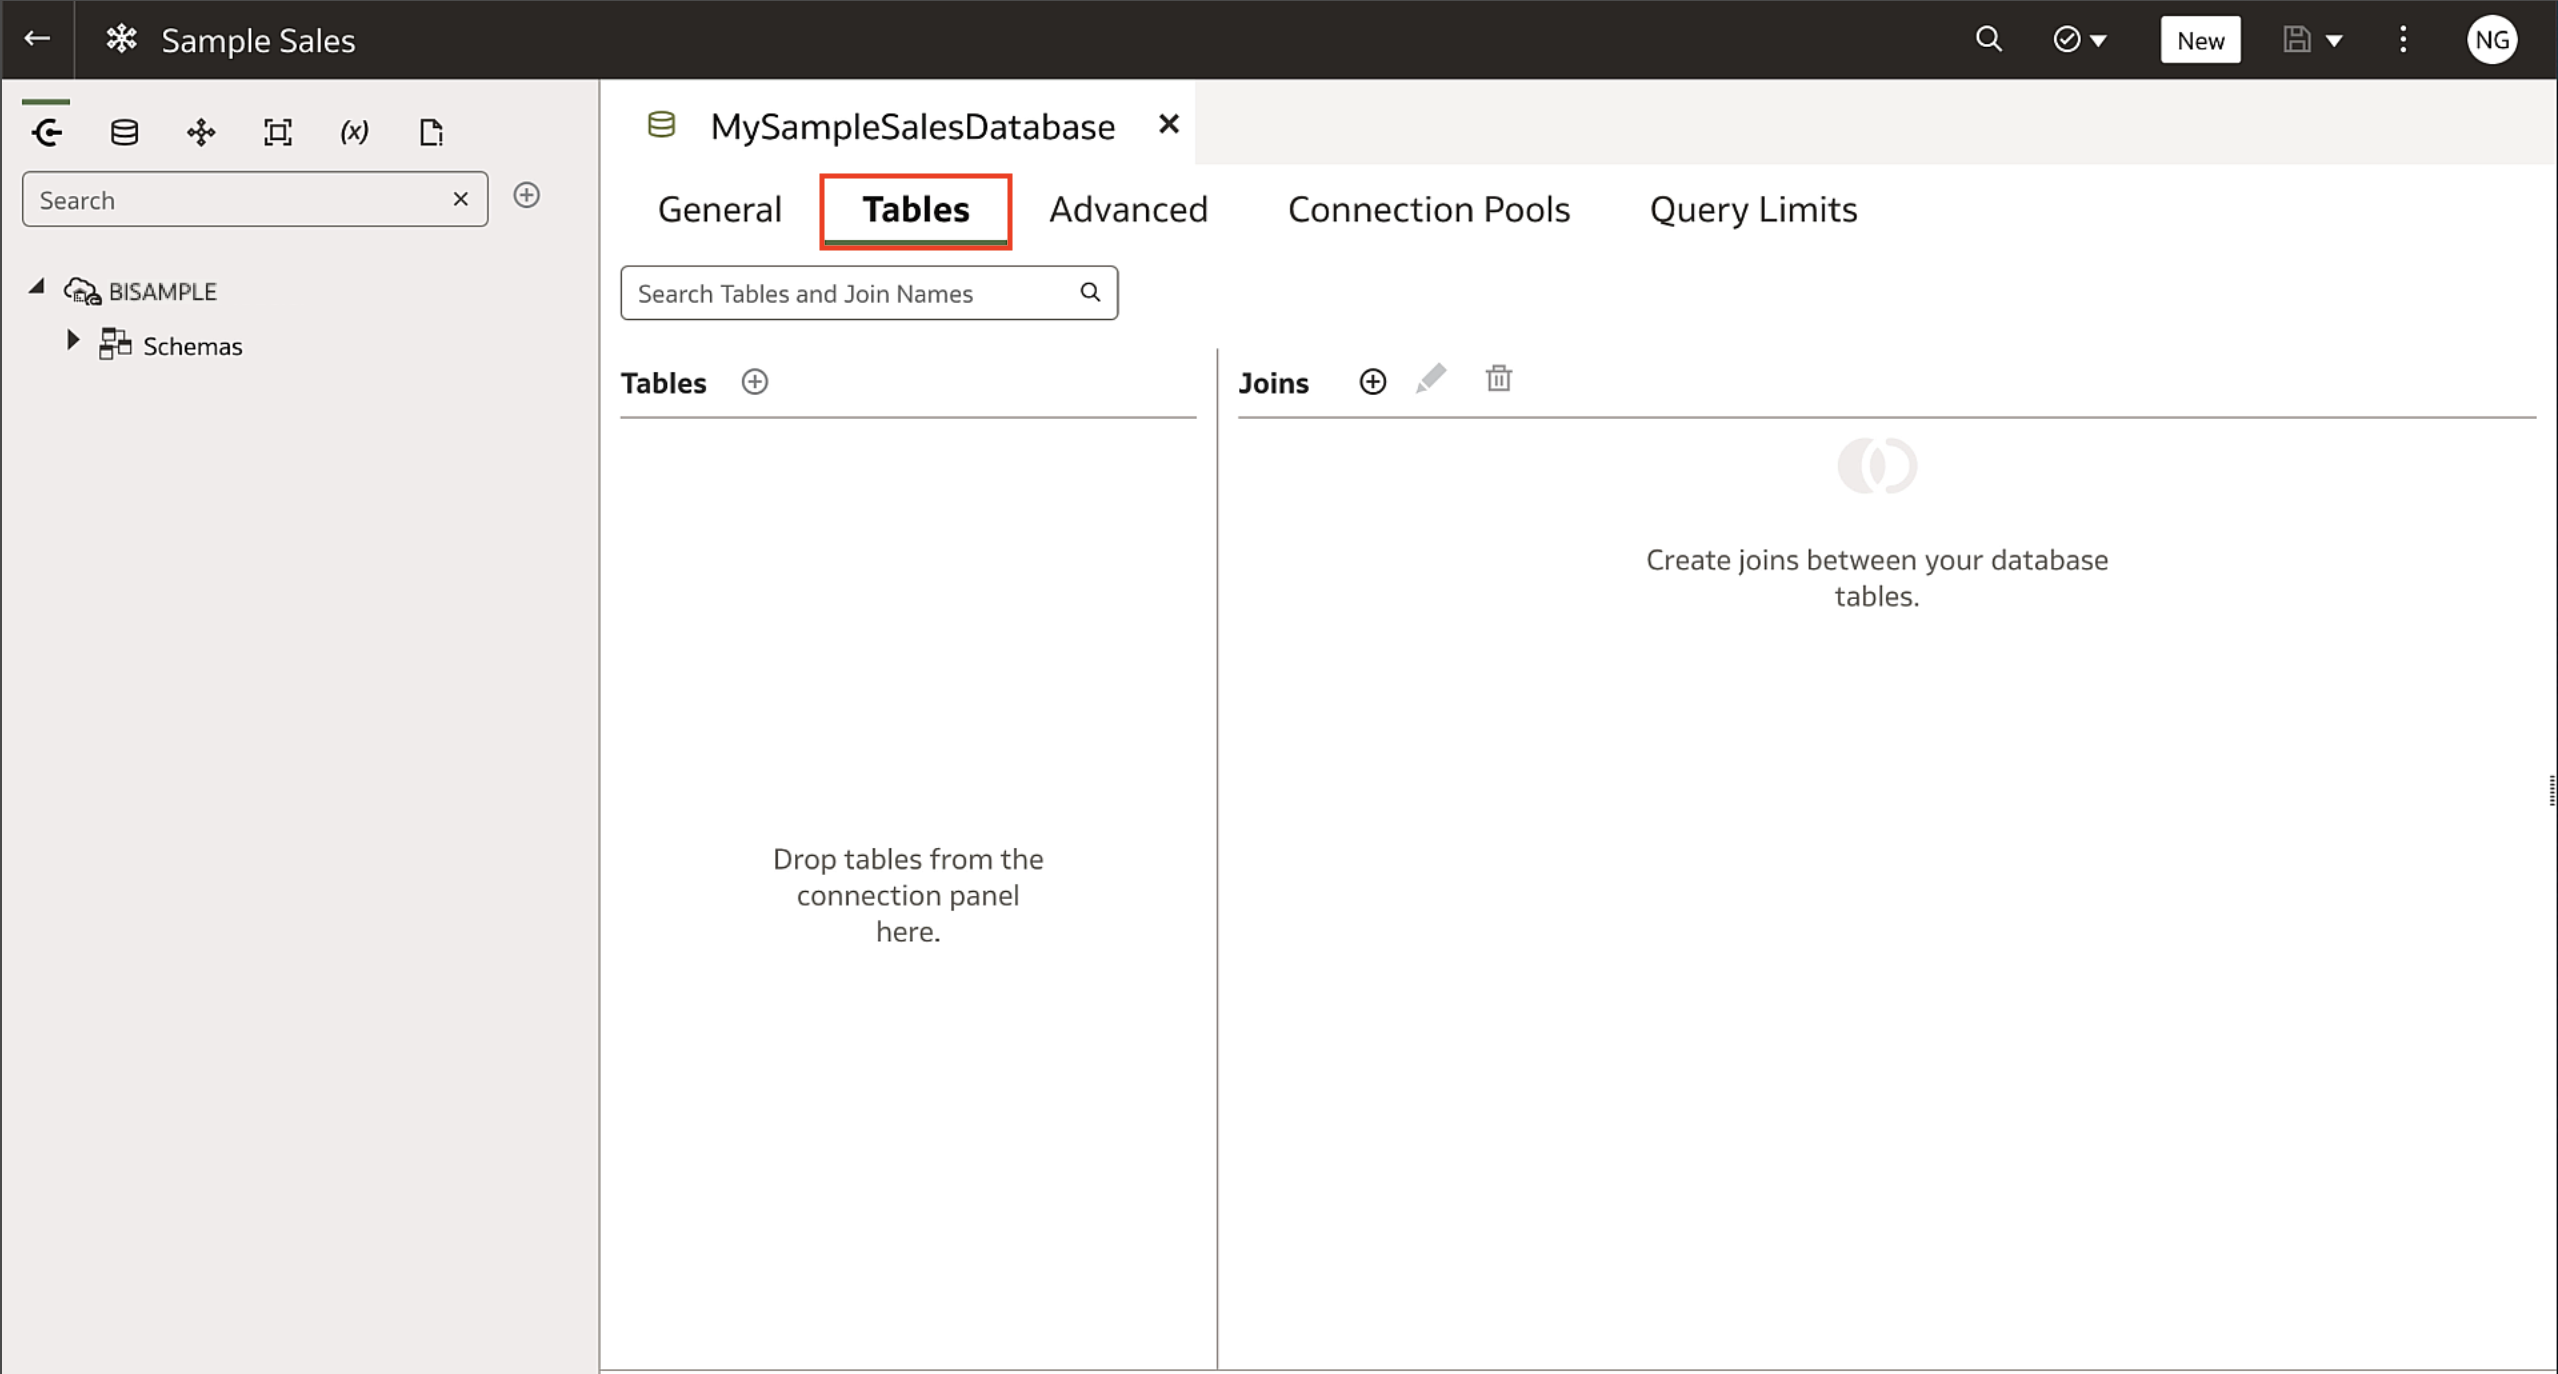 Sample Sales
New
NG
(x)
Search
BISAMPLE
Schemas
MySampleSalesDatabase
General
Tables
Advanced
Connection Pools
Query Limits
Search Tables and Join Names
Tables
Joins
Drop tables from the
connection panel
here.
Create joins between your database
tables.